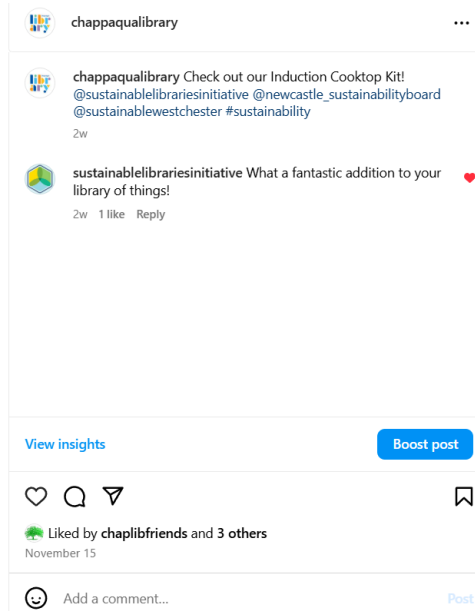 chappaqualibrary
chappaqualibrary Check out our Induction Cooktop Kit!
@sustainablelibrariesinitiative @newcastle_sustainabilityboard
@sustainablewestchester #sustainability
2w
sustainablelibrariesinitiative What a fantastic addition to your
library of things!
2w 1 like Reply
View insights
Boost post
Liked by chaplibfriends and 3 others
November 15
Add a comment...
Post